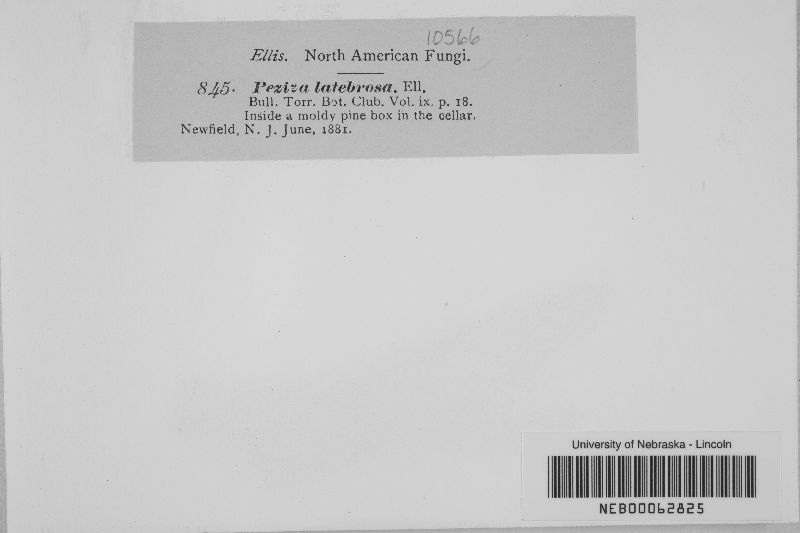 10566
Ellis. North American Fungi.
845. Peziza latebrosa, Ell,
Bull. Torr. Bot. Club. Vol. ix. p. 18.
Inside a moldy pine box in the cellar.
Newfield, N. J. June, 1881.
University of Nebraska - Lincoln
NEB00062825